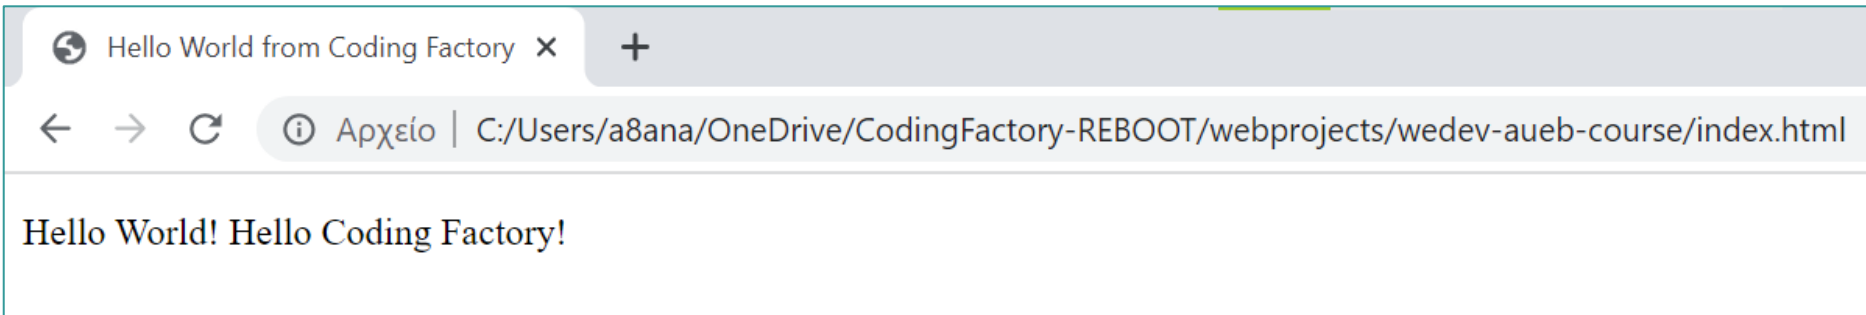 Hello World from Coding Factory
Αρχείο | C:/Users/a8ana/OneDrive/CodingFactory-REBOOT/webprojects/wedev-aueb-course/index.html
Hello World! Hello Coding Factory!